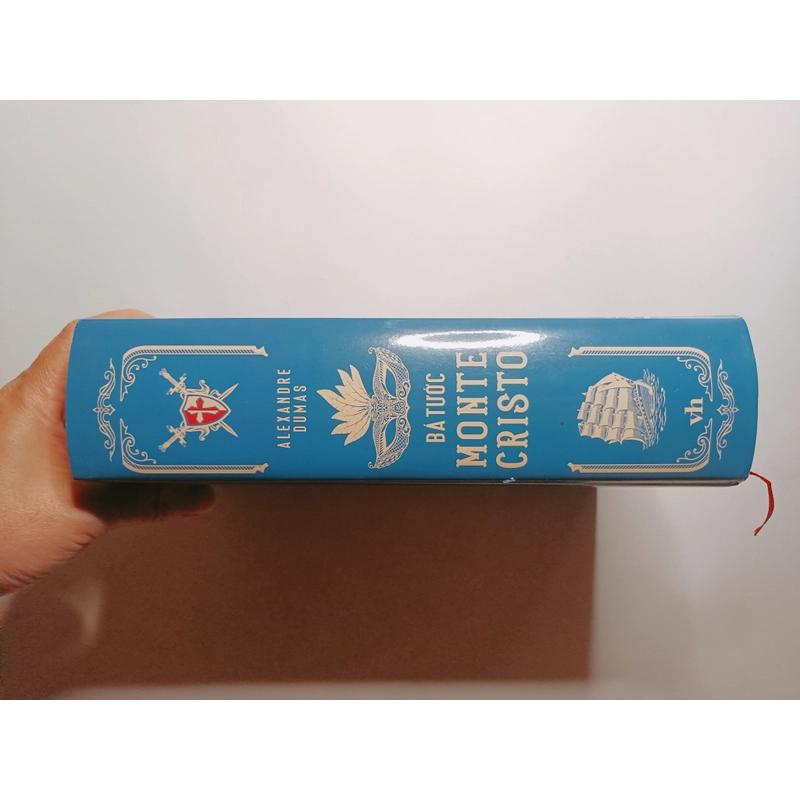 ALEXANDRE
DUMAS
BÁ TƯỚC
MONTE
CRISTO
vh